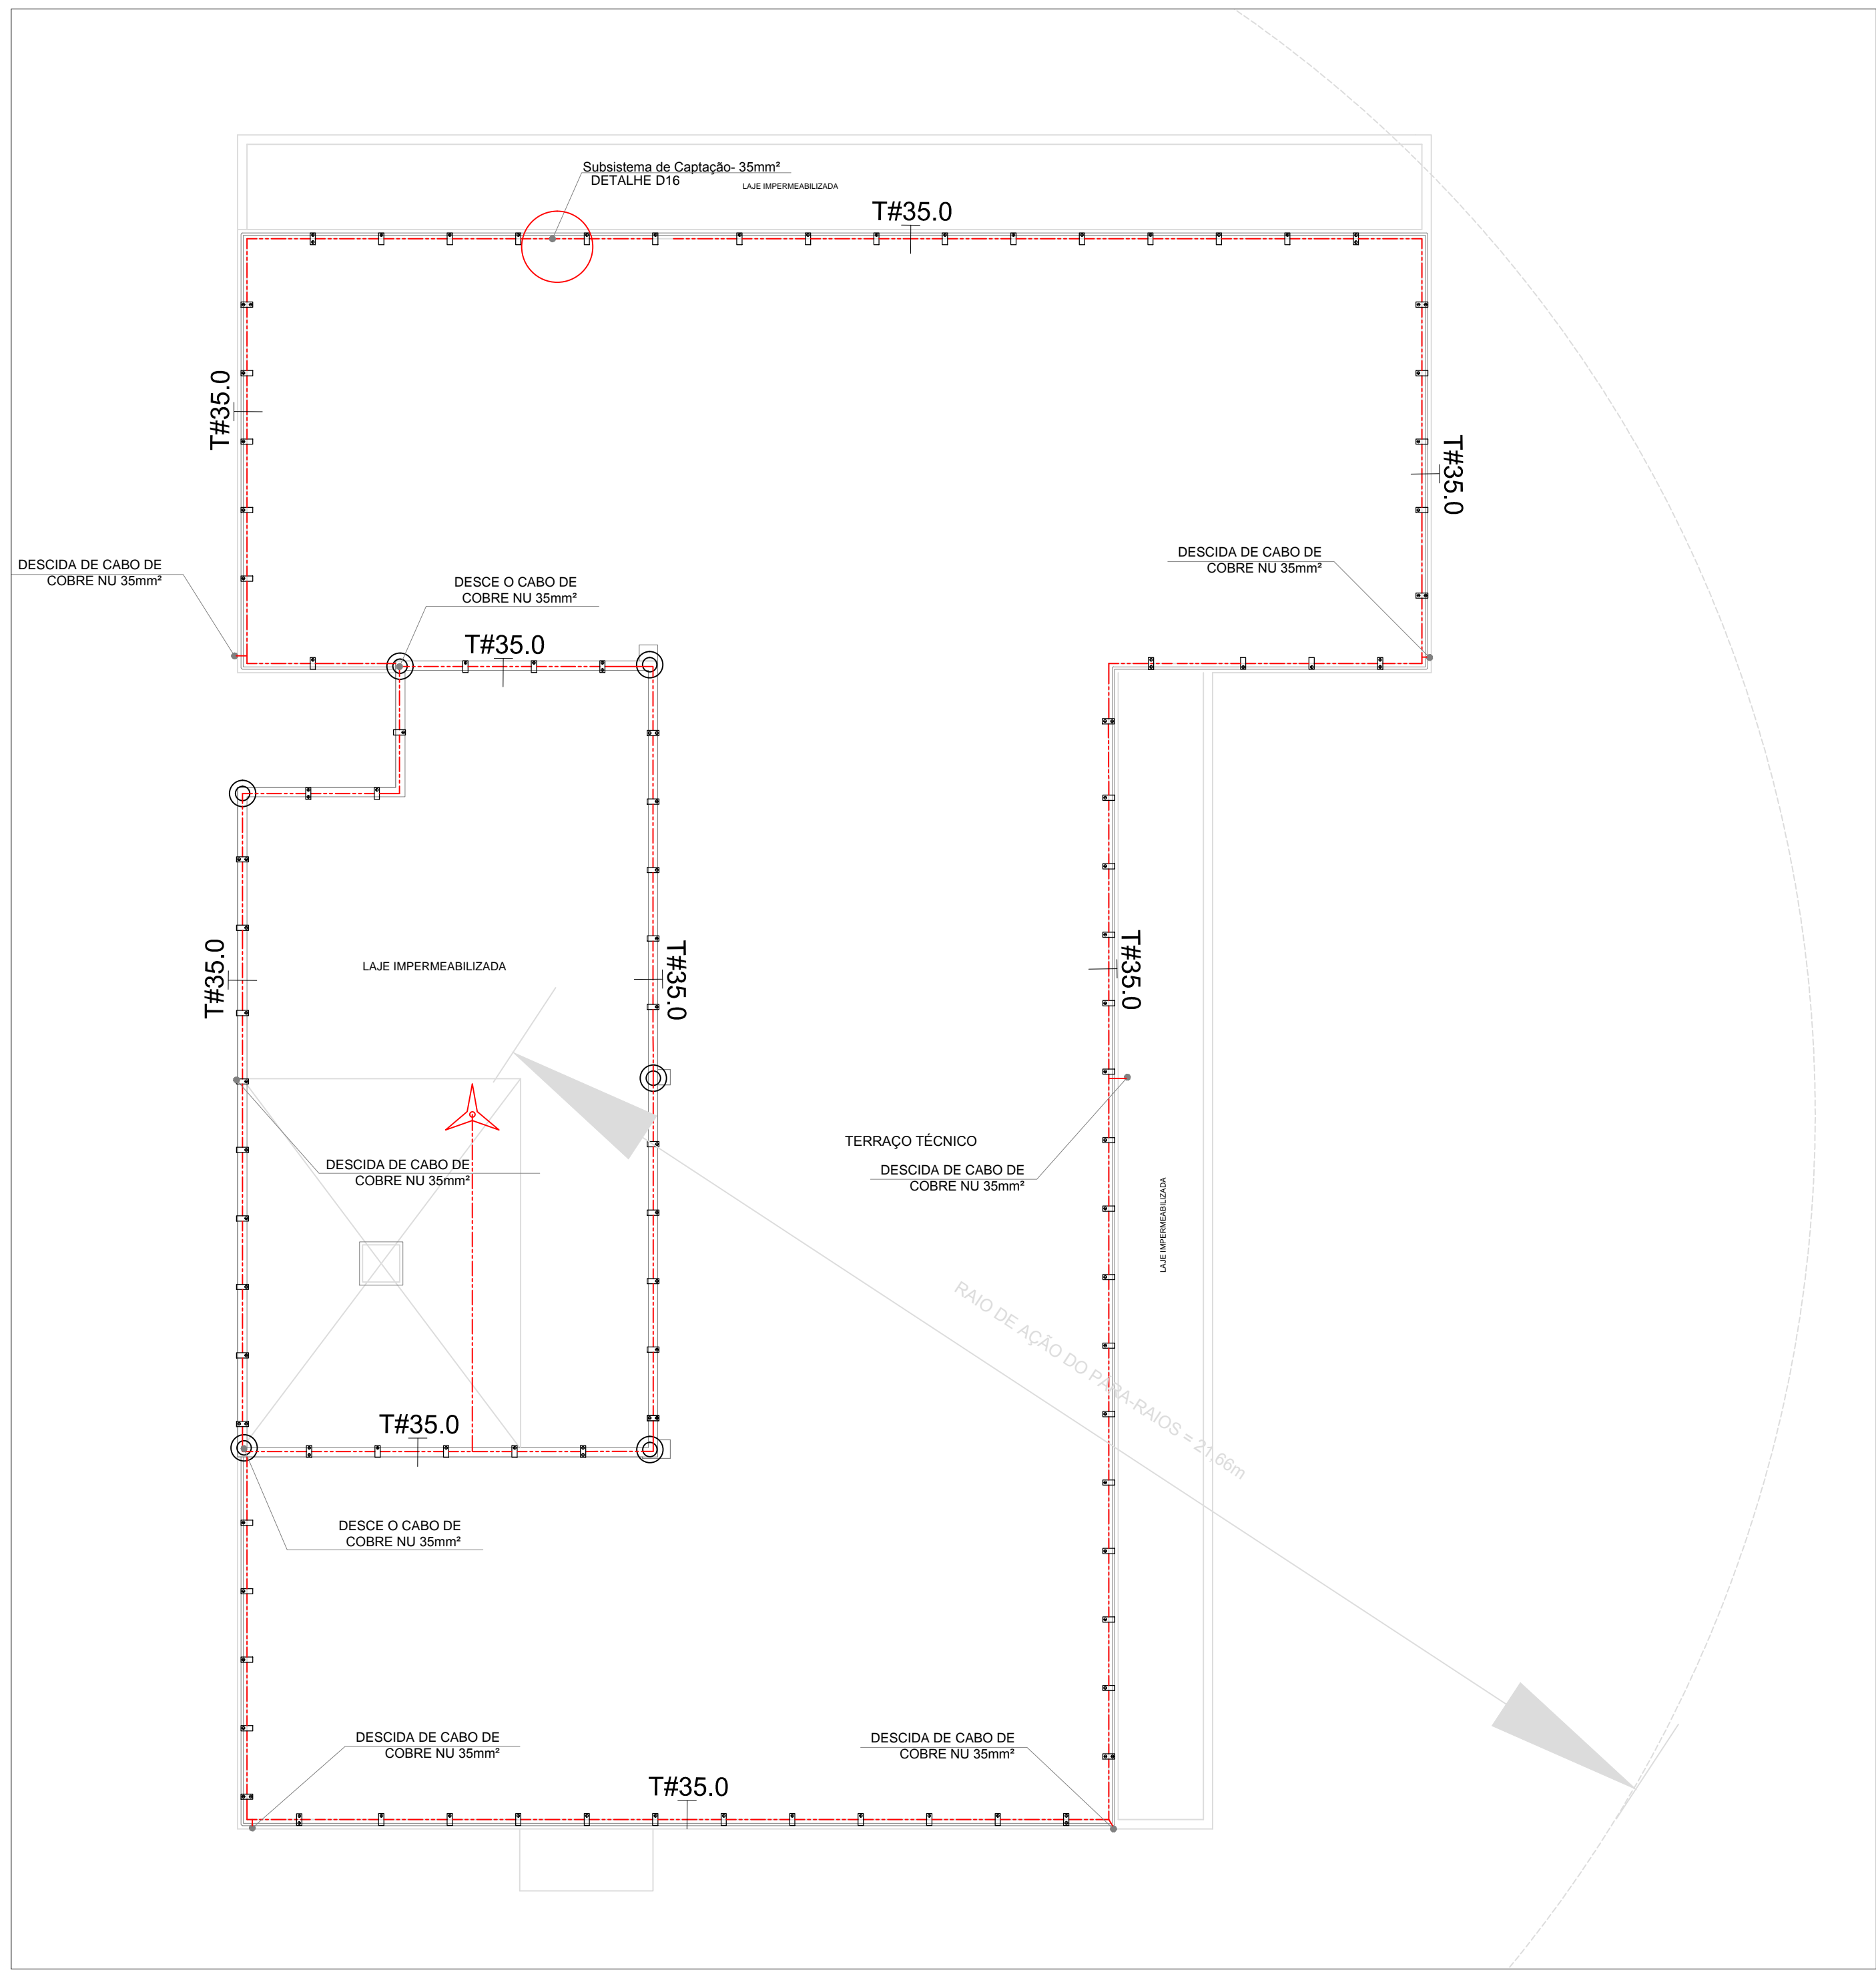 Subsistema de Captação- 35mm²
DETALHE D16
LAJE IMPERMEABILIZADA
T#35.0
T#35.0
T#35.0
DESCIDA DE CABO DE
COBRE NU 35mm²
DESCE O CABO DE
COBRE NU 35mm²
DESCIDA DE CABO DE
COBRE NU 35mm²
T#35.0
T#35.0
LAJE IMPERMEABILIZADA
T#35.0
T#35.0
TERRAÇO TÉCNICO
DESCIDA DE CABO DE
COBRE NU 35mm²
DESCIDA DE CABO DE
COBRE NU 35mm²
LAJE IMPERMEABILIZADA
RAIO DE AÇÃO DO PARA-RAIOS = 21,66m
T#35.0
DESCE O CABO DE
COBRE NU 35mm²
DESCIDA DE CABO DE
COBRE NU 35mm²
DESCIDA DE CABO DE
COBRE NU 35mm²
T#35.0